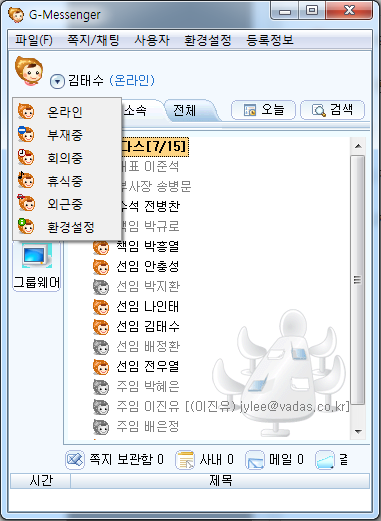 G-Messenger
파일(F) 쪽지/채팅 사용자 환경설정 등록정보
김태수 (온라인)
소속 전체 오늘 검색
온라인
부재중
회의중
휴식중
외근중
환경설정
그룹웨어
다스[7/15]
대표 이준석
부사장 송병문
수석 전병찬
책임 박규로
책임 박흥열
선임 안충성
선임 박지환
선임 나인태
선임 김태수
선임 배정환
선임 전우열
주임 박혜은
주임 이진유 [(이진유) jylee@vadas.co.kr]
주임 배은정
쪽지 보관함 0 사내 0 메일 0 결
시간 제목